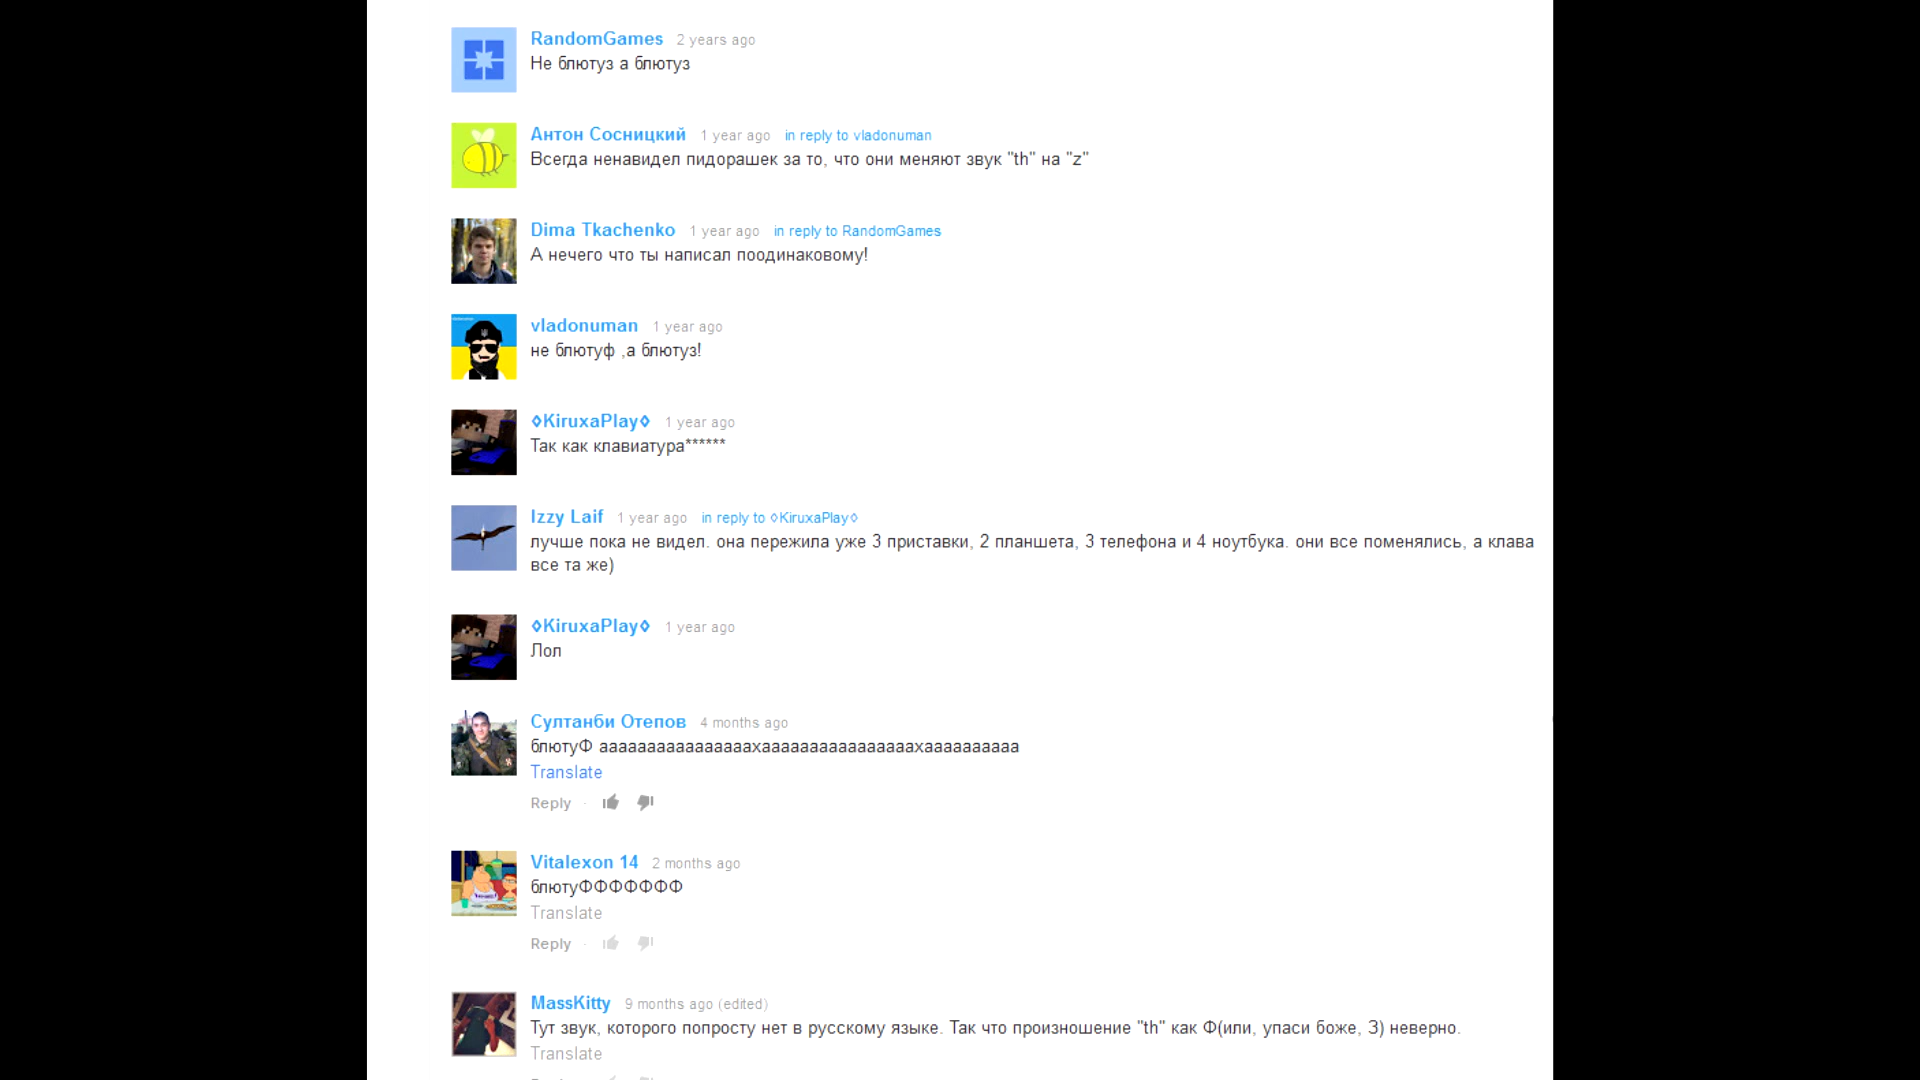 RandomGames 2 years ago
Не блютуз а блютуз
Антон Сосницкий 1 year ago in reply to vladonuman
Всегда ненавидел пидорашек за то, что они меняют звук "th" на "z"
Dima Tkachenko 1 year ago in reply to RandomGames
А нечего что ты написал поодинаковому!
vladonuman 1 year ago
не блютуф ,а блютуз!
◊KiruxaPlay◊ 1 year ago
Так как клавиатура******
Izzy Laif 1 year ago in reply to ◊KiruxaPlay◊
лучше пока не видел. она пережила уже 3 приставки, 2 планшета, 3 телефона и 4 ноутбука. они все поменялись, а клава
все та же)
◊KiruxaPlay◊ 1 year ago
Лол
Султанби Отепов 4 months ago
блютуФ аааааааааааааааахаааааааааааааааахаааааааааа
Translate
Reply ·
Vitalexon 14 2 months ago
блютуФФФФФФФ
Translate
Reply ·
MassKitty 9 months ago (edited)
Тут звук, которого попросту нет в русскому языке. Так что произношение "th" как Ф(или, упаси боже, З) неверно.
Translate